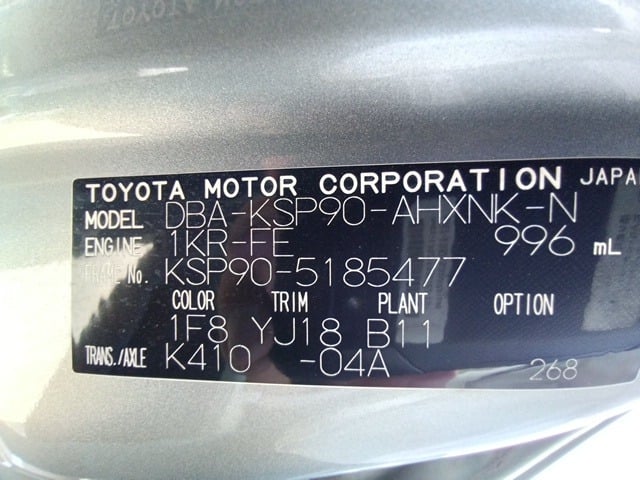 TOYOTA MOTOR CORPORATION JAPAN
MODEL DBA-KSP90-AHXNK-N
ENGINE 1KR-FE 996 mL
FRAME No. KSP90-5185477
COLOR TRIM PLANT OPTION
1F8 YJ18 B11
TRANS./AXLE K410 -04A 268